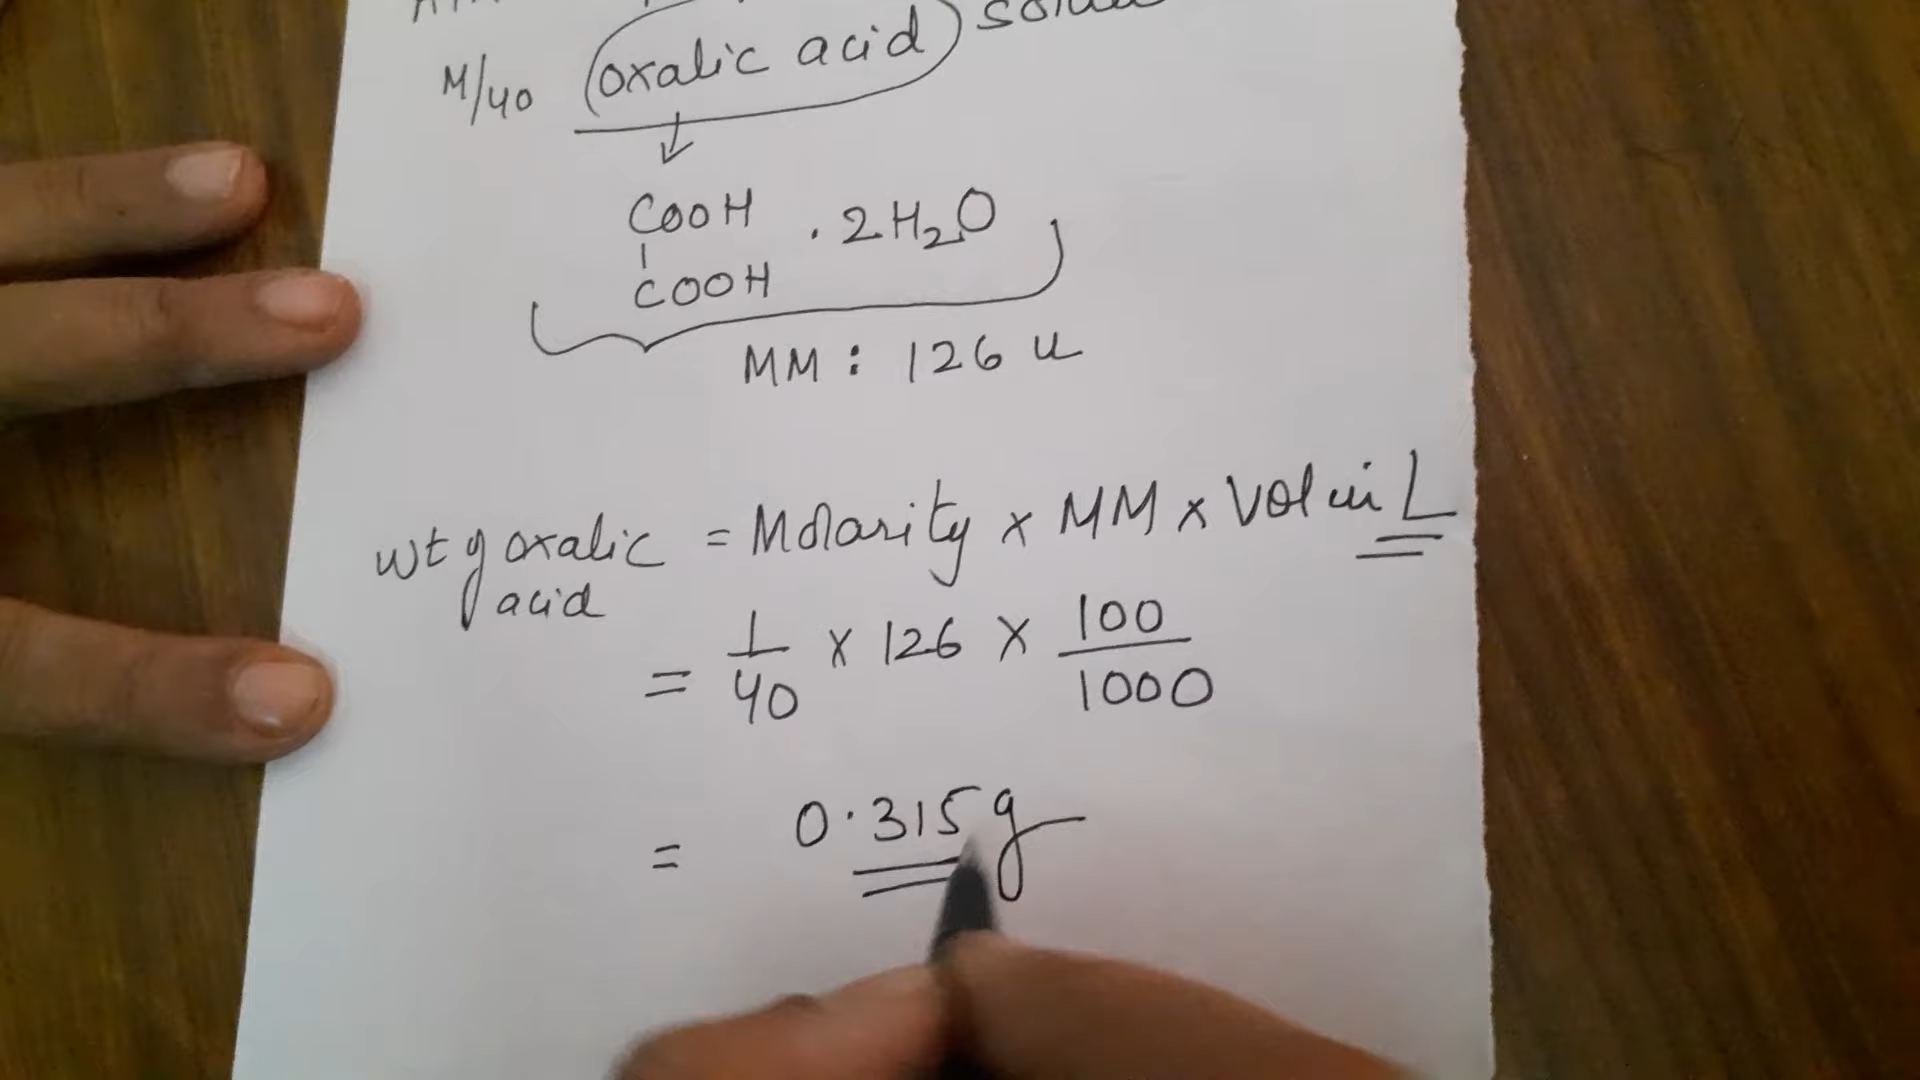 M/40 oxalic acid
COOH . 2H₂O
COOH
MM : 126 u
wt of oxalic = Molarity x MM x Vol in L
acid
= 1/40 x 126 x 100/1000
= 0.315g